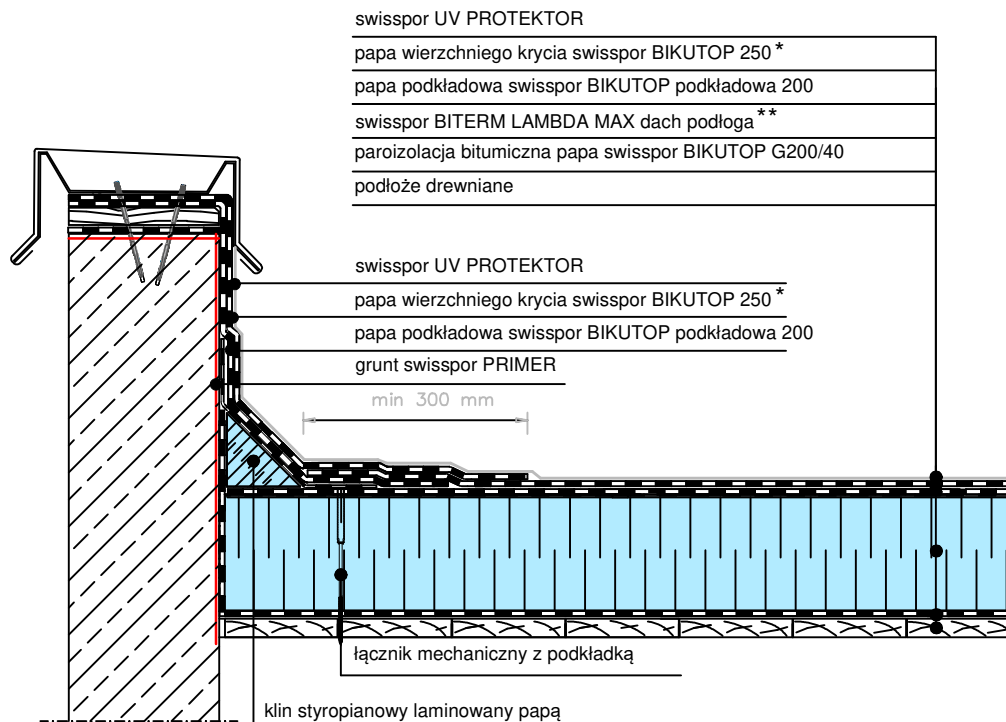 swisspor UV PROTEKTOR
papa wierzchniego krycia swisspor BIKUTOP 250*
papa podkładowa swisspor BIKUTOP podkładowa 200
swisspor BITERM LAMBDA MAX dach podłoga**
paroizolacja bitumiczna papa swisspor BIKUTOP G200/40
podłoże drewniane
swisspor UV PROTEKTOR
papa wierzchniego krycia swisspor BIKUTOP 250*
papa podkładowa swisspor BIKUTOP podkładowa 200
grunt swisspor PRIMER
min 300 mm
łącznik mechaniczny z podkładką
klin styropianowy laminowany papą